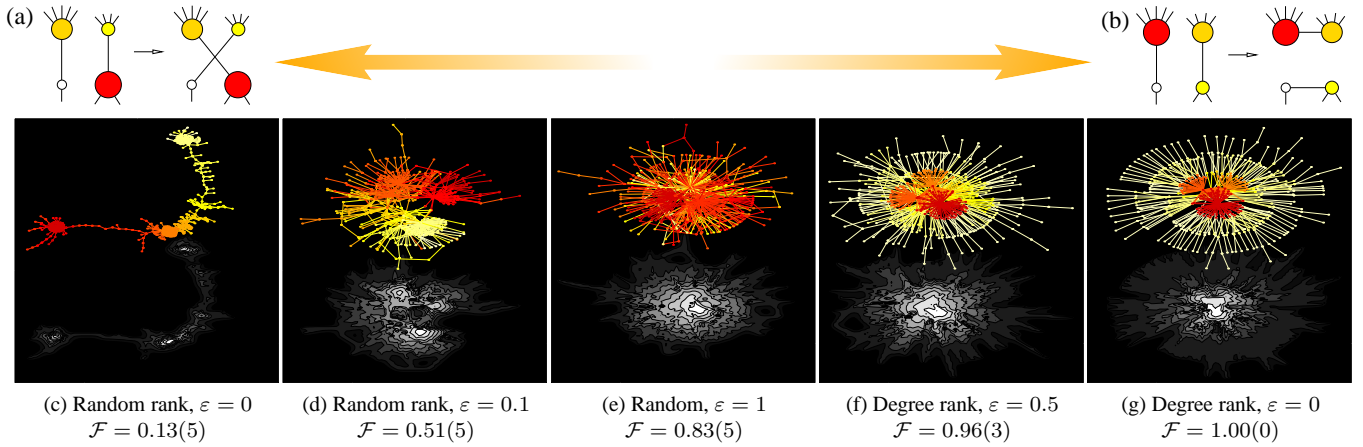 (a)
(b)
(c) Random rank, ε = 0
ℱ = 0.13(5)
(d) Random rank, ε = 0.1
ℱ = 0.51(5)
(e) Random, ε = 1
ℱ = 0.83(5)
(f) Degree rank, ε = 0.5
ℱ = 0.96(3)
(g) Degree rank, ε = 0
ℱ = 1.00(0)